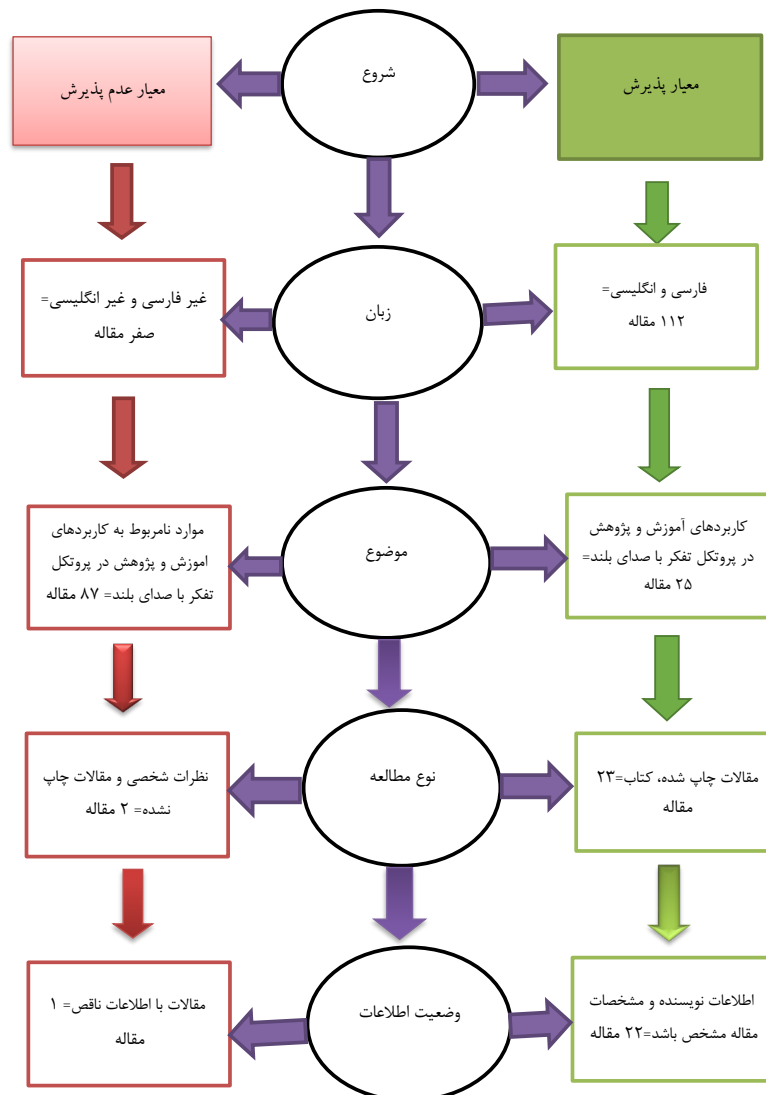 معیار پذیرش
شروع
معیار عدم پذیرش
فارسی و انگلیسی=
۱۱۲ مقاله
زبان
غیر فارسی و غیر انگلیسی=
صفر مقاله
کاربردهای آموزش و پژوهش
در پروتکل تفکر با صدای بلند=
۲۵ مقاله
موضوع
موارد نامربوط به کاربردهای
اموزش و پژوهش در پروتکل
تفکر با صدای بلند= ۸۷ مقاله
مقالات چاپ شده، کتاب=۲۳
مقاله
نوع مطالعه
نظرات شخصی و مقالات چاپ
نشده= ۲ مقاله
اطلاعات نویسنده و مشخصات
مقاله مشخص باشد=۲۲ مقاله
وضعیت اطلاعات
مقالات با اطلاعات ناقص= ۱
مقاله